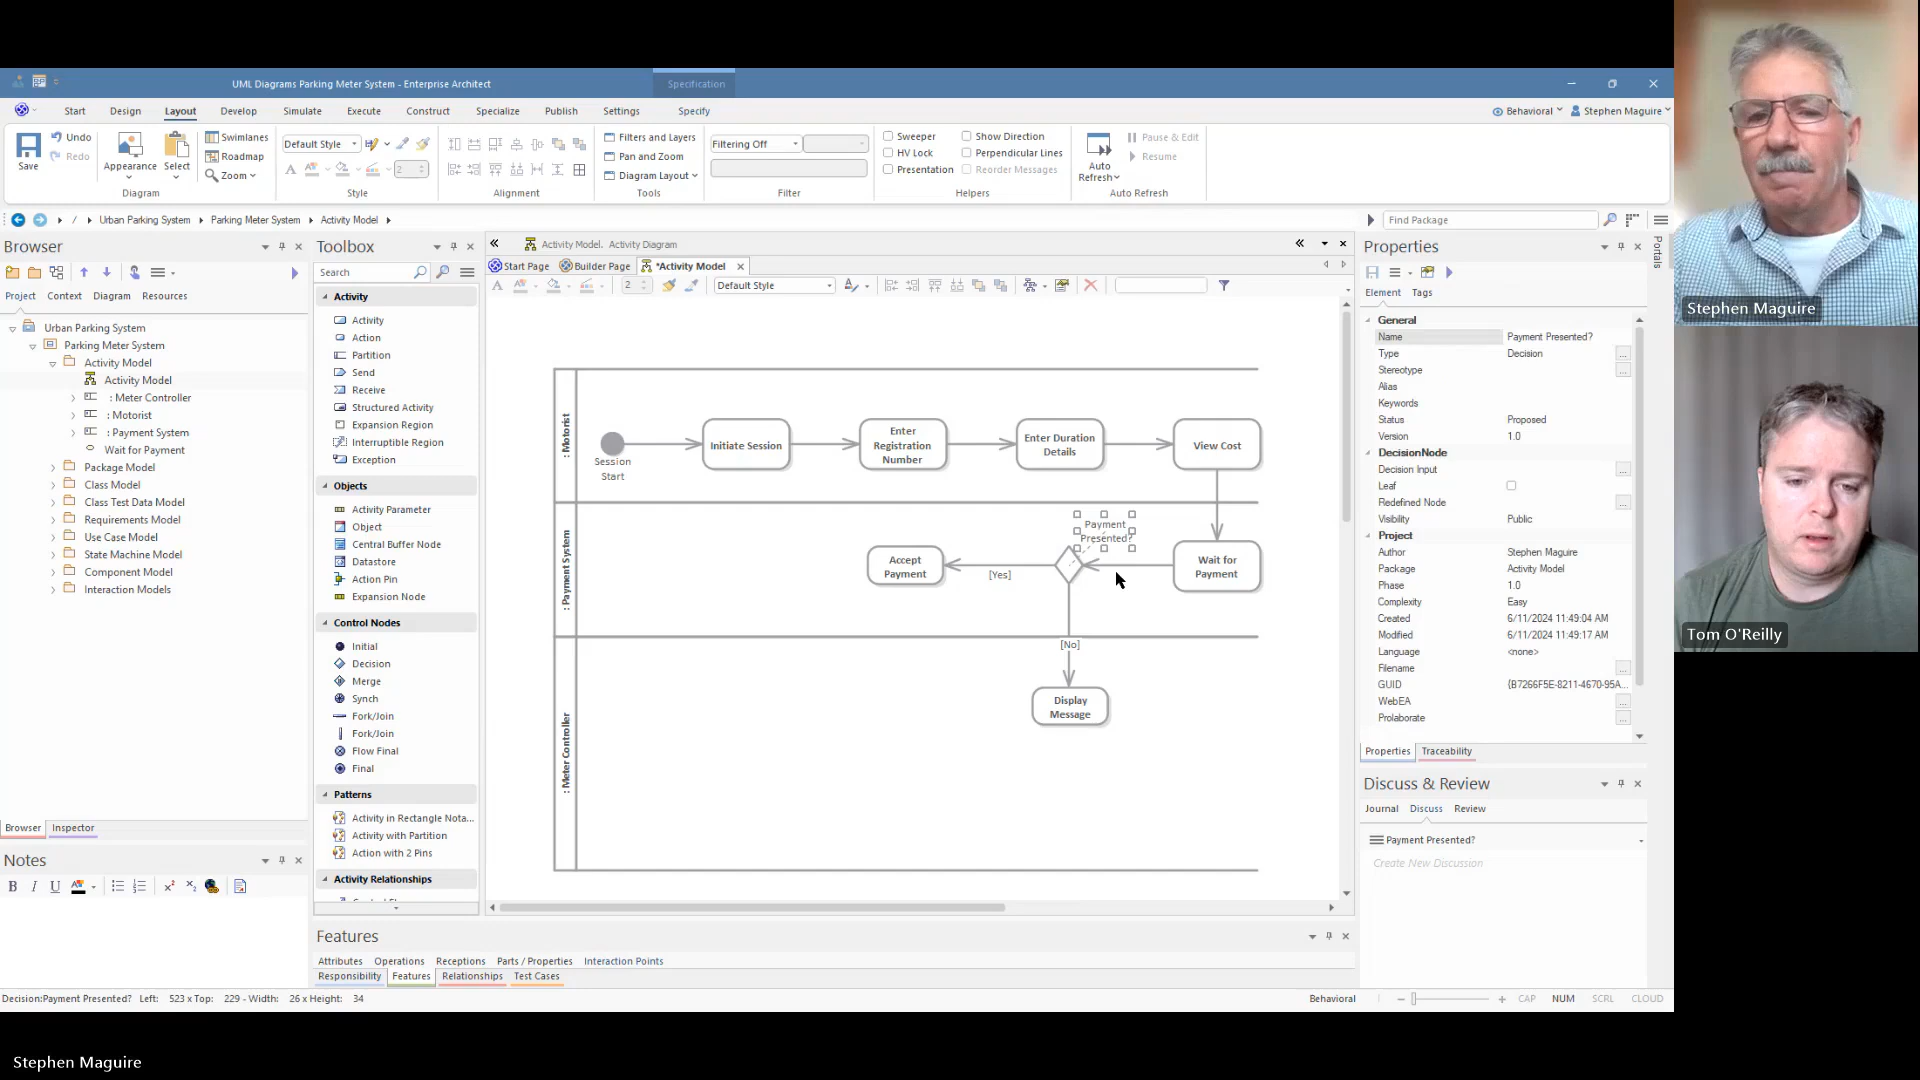 UML Diagrams Parking Meter System - Enterprise Architect
Specification
Start Design Layout Develop Simulate Execute Construct Specialize Publish Settings Specify
Behavioral Stephen Maguire
Save
Undo
Redo
Appearance
Select
Swimlanes
Roadmap
Zoom
Diagram
Default Style
2
Style
Alignment
Filters and Layers
Pan and Zoom
Diagram Layout
Tools
Filtering Off
Filter
Sweeper
HV Lock
Presentation
Show Direction
Perpendicular Lines
Reorder Messages
Helpers
Auto
Refresh
Pause & Edit
Resume
Auto Refresh
/ Urban Parking System Parking Meter System Activity Model
Find Package
Browser
Project Context Diagram Resources
Urban Parking System
Parking Meter System
Activity Model
Activity Model
: Meter Controller
: Motorist
: Payment System
Wait for Payment
Package Model
Class Model
Class Test Data Model
Requirements Model
Use Case Model
State Machine Model
Component Model
Interaction Models
Browser Inspector
Notes
B I U
Toolbox
Search
Activity
Activity
Action
Partition
Send
Receive
Structured Activity
Expansion Region
Interruptible Region
Exception
Objects
Activity Parameter
Object
Central Buffer Node
Datastore
Action Pin
Expansion Node
Control Nodes
Initial
Decision
Merge
Synch
Fork/Join
Fork/Join
Flow Final
Final
Patterns
Activity in Rectangle Nota...
Activity with Partition
Action with 2 Pins
Activity Relationships
Activity Model. Activity Diagram
Start Page Builder Page *Activity Model
2 Default Style
: Motorist
Session
Start
Initiate Session
Enter
Registration
Number
Enter Duration
Details
View Cost
: Payment System
Accept
Payment
[Yes]
Payment
Presented?
Wait for
Payment
[No]
: Meter Controller
Display
Message
Features
Attributes Operations Receptions Parts / Properties Interaction Points
Responsibility Features Relationships Test Cases
Properties
Portals
Element Tags
General
Name Payment Presented?
Type Decision
Stereotype
Alias
Keywords
Status Proposed
Version 1.0
DecisionNode
Decision Input
Leaf
Redefined Node
Visibility Public
Project
Author Stephen Maguire
Package Activity Model
Phase 1.0
Complexity Easy
Created 6/11/2024 11:49:04 AM
Modified 6/11/2024 11:49:17 AM
Language <none>
Filename
GUID {B7266F5E-8211-4670-95A...
WebEA
Prolaborate
Properties Traceability
Discuss & Review
Journal Discuss Review
Payment Presented?
Create New Discussion
Decision:Payment Presented? Left: 523 x Top: 229 - Width: 26 x Height: 34
Behavioral
CAP NUM SCRL CLOUD
Stephen Maguire
Tom O'Reilly
Stephen Maguire